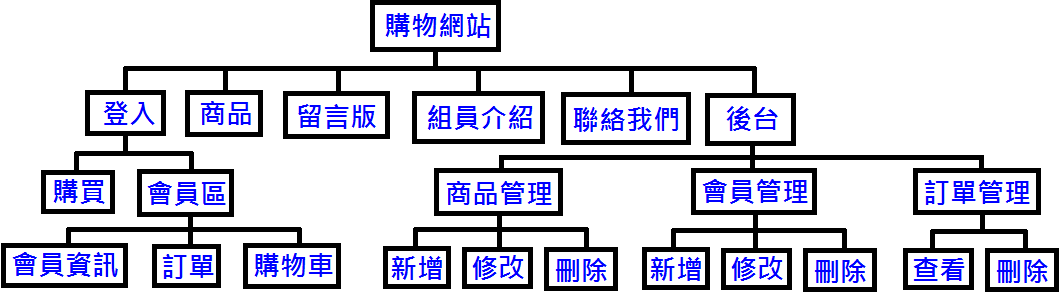 購物網站
登入
商品
留言版
組員介紹
聯絡我們
後台
購買
會員區
商品管理
會員管理
訂單管理
會員資訊
訂單
購物車
新增
修改
刪除
新增
修改
刪除
查看
刪除